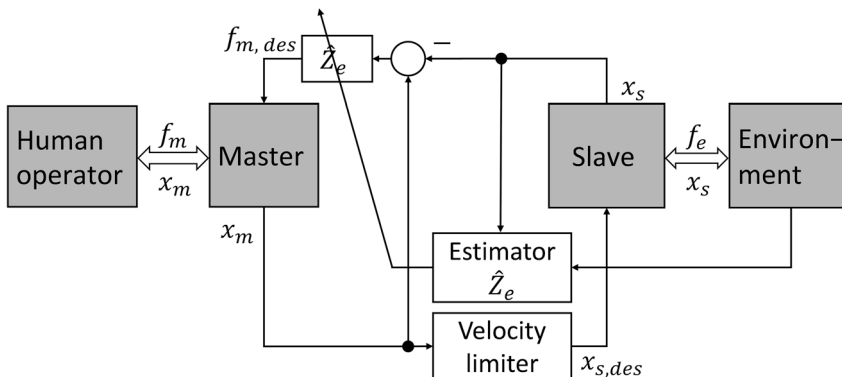 f_{m, des}
Ẑ_e
−
x_s
Human
operator
f_m
x_m
Master
Slave
f_e
x_s
Environ−
ment
x_m
Estimator
Ẑ_e
Velocity
limiter
x_{s,des}